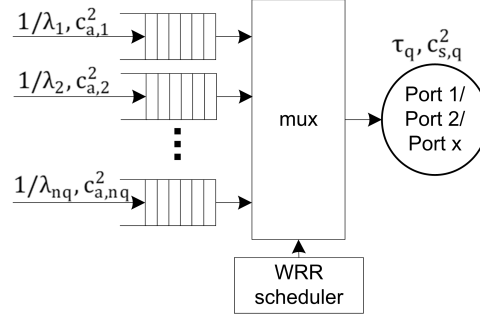 1/λ₁, c²ₐ,₁
1/λ₂, c²ₐ,₂
1/λₙq, c²ₐ,ₙq
mux
WRR
scheduler
τq, c²ₛ,q
Port 1/
Port 2/
Port x